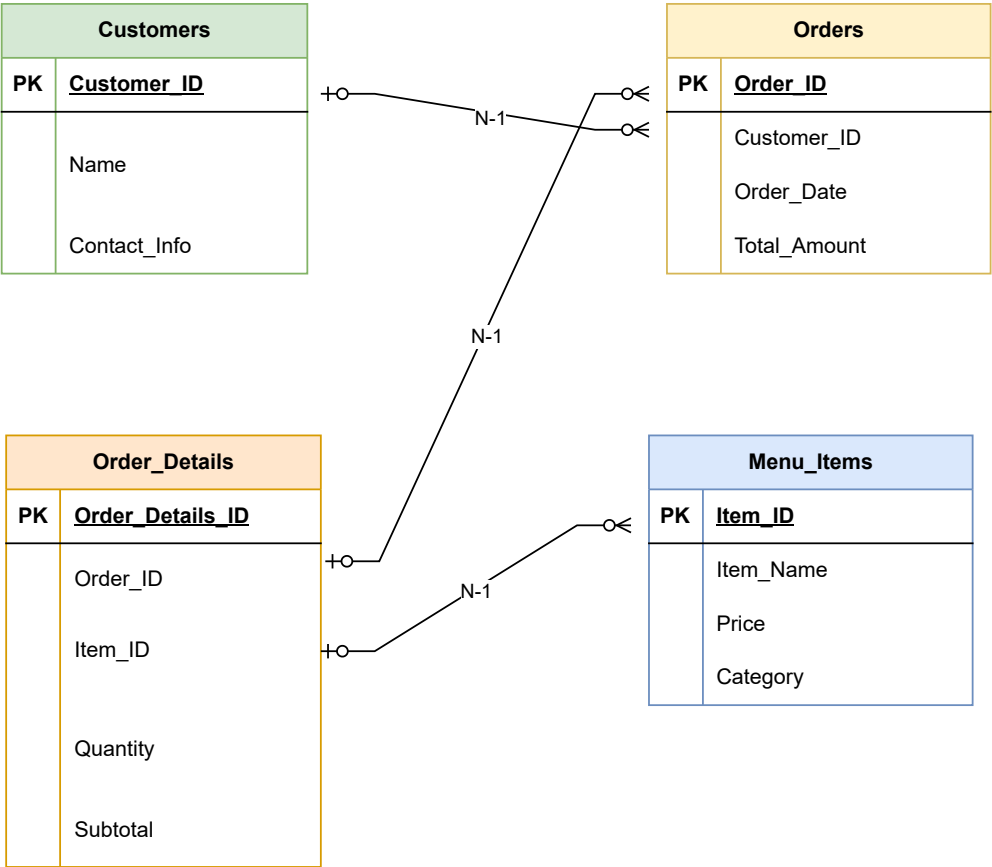 Customers
PK Customer_ID
Name
Contact_Info
Orders
PK Order_ID
Customer_ID
Order_Date
Total_Amount
N-1
N-1
Order_Details
PK Order_Details_ID
Order_ID
Item_ID
Quantity
Subtotal
N-1
Menu_Items
PK Item_ID
Item_Name
Price
Category